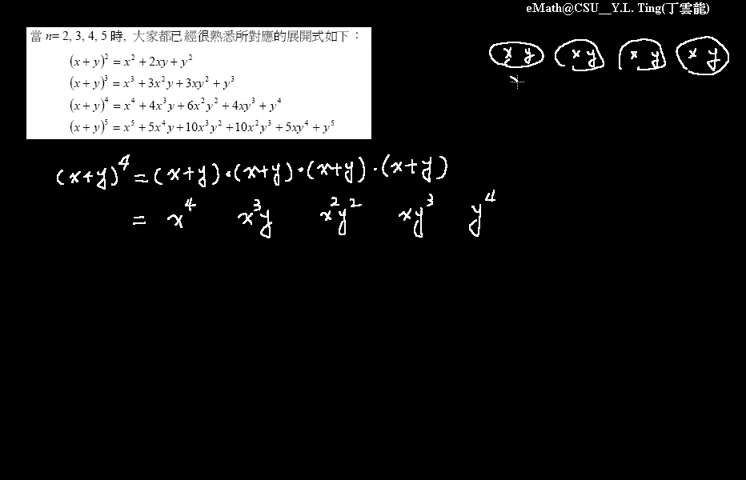 eMath@CSU__Y.L. Ting(丁雲龍)
當 n= 2, 3, 4, 5 時, 大家都已經很熟悉所對應的展開式如下：
(x+y)² = x² + 2xy + y²
(x+y)³ = x³ + 3x²y + 3xy² + y³
(x+y)⁴ = x⁴ + 4x³y + 6x²y² + 4xy³ + y⁴
(x+y)⁵ = x⁵ + 5x⁴y + 10x³y² + 10x²y³ + 5xy⁴ + y⁵
x y x y x y x y
x
(x+y)⁴ = (x+y)·(x+y)·(x+y)·(x+y)
= x⁴ x³y x²y² xy³ y⁴